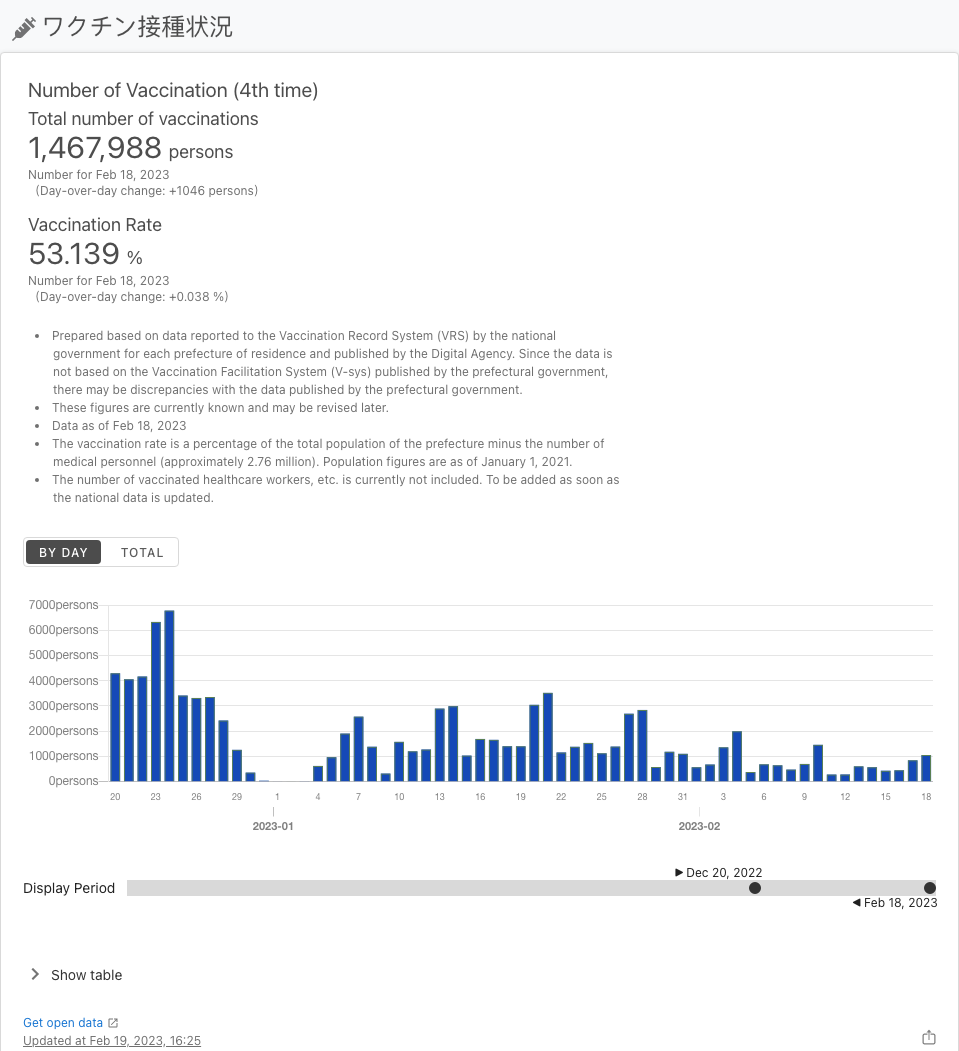 ワクチン接種状況
Number of Vaccination (4th time)
Total number of vaccinations
1,467,988 persons
Number for Feb 18, 2023
(Day-over-day change: +1046 persons)
Vaccination Rate
53.139 %
Number for Feb 18, 2023
(Day-over-day change: +0.038 %)
• Prepared based on data reported to the Vaccination Record System (VRS) by the national
government for each prefecture of residence and published by the Digital Agency. Since the data is
not based on the Vaccination Facilitation System (V-sys) published by the prefectural government,
there may be discrepancies with the data published by the prefectural government.
• These figures are currently known and may be revised later.
• Data as of Feb 18, 2023
• The vaccination rate is a percentage of the total population of the prefecture minus the number of
medical personnel (approximately 2.76 million). Population figures are as of January 1, 2021.
• The number of vaccinated healthcare workers, etc. is currently not included. To be added as soon as
the national data is updated.
BY DAY TOTAL
7000persons
6000persons
5000persons
4000persons
3000persons
2000persons
1000persons
0persons
20 23 26 29 1 4 7 10 13 16 19 22 25 28 31 3 6 9 12 15 18
2023-01 2023-02
▶ Dec 20, 2022
Display Period
◀ Feb 18, 2023
Show table
Get open data
Updated at Feb 19, 2023, 16:25